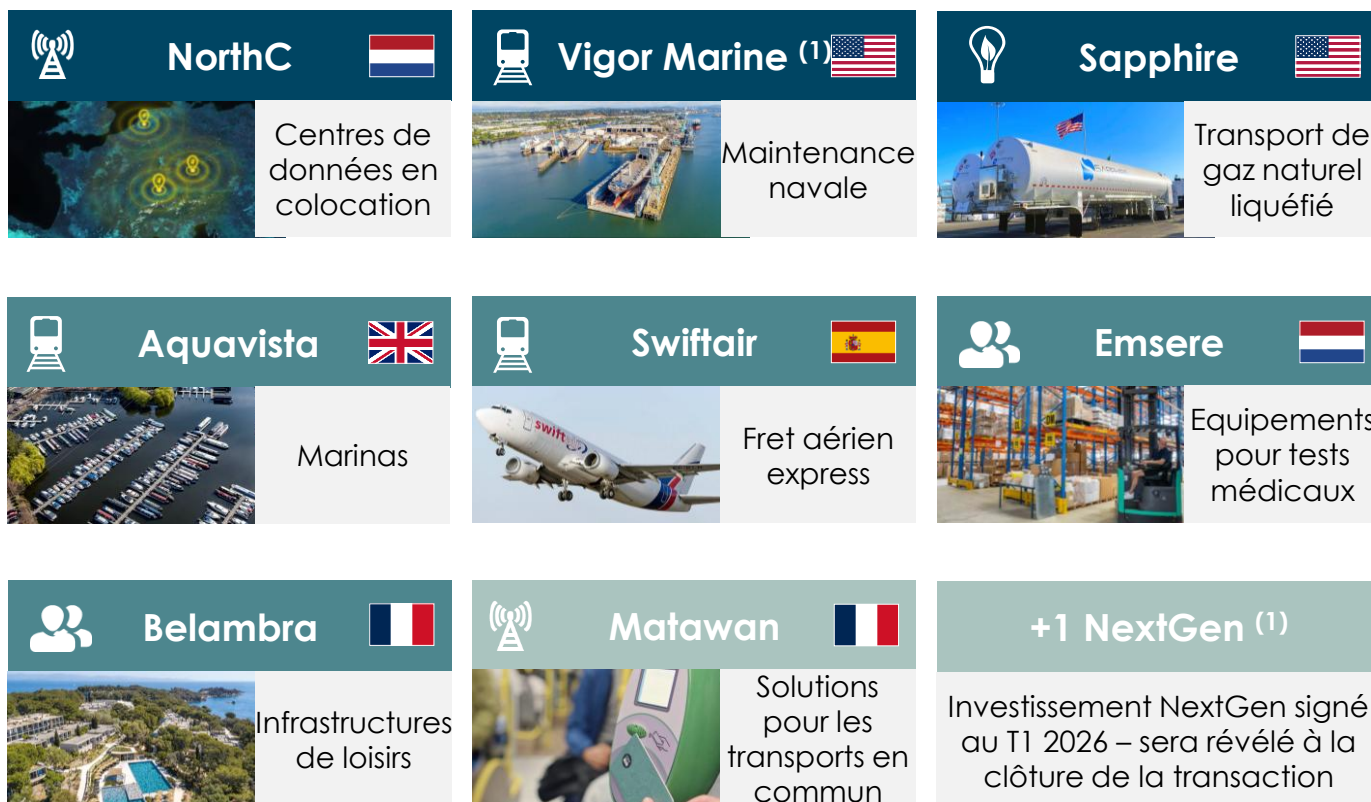 NorthC
Vigor Marine (1)
Sapphire
Centres de
données en
colocation
Maintenance
navale
Transport de
gaz naturel
liquéfié
Aquavista
Swiftair
Emsere
Marinas
swift
Fret aérien
express
Equipements
pour tests
médicaux
Belambra
Matawan
+1 NextGen (1)
Infrastructures
de loisirs
Solutions
pour les
transports en
commun
Investissement NextGen signé
au T1 2026 – sera révélé à la
clôture de la transaction